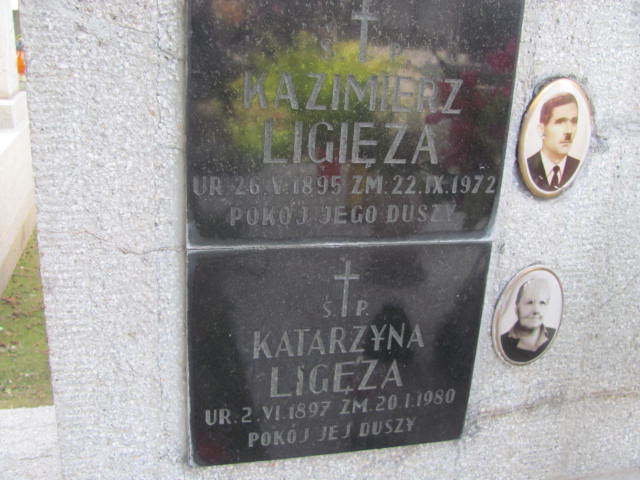 Ś. P.
KAZIMIERZ
LIGIĘZA
UR. 26.V.1895 ZM. 22.IX.1972
POKÓJ JEGO DUSZY
Ś. P.
KATARZYNA
LIGĘZA
UR. 2.VI.1897 ZM. 20.I.1980
POKÓJ JEJ DUSZY